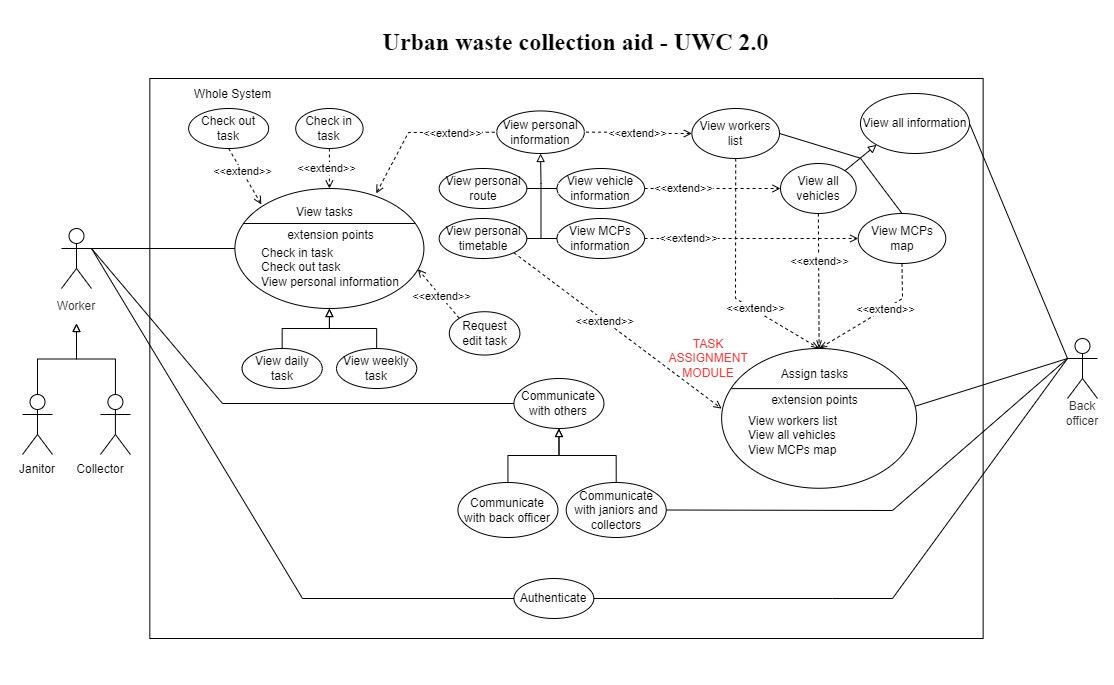 Urban waste collection aid - UWC 2.0
Whole System
Check out
task
Check in
task
<<extend>>
<<extend>>
View tasks
extension points
Check in task
Check out task
View personal information
<<extend>>
Request
edit task
View daily
task
View weekly
task
<<extend>>
View personal
information
<<extend>>
View personal
route
View vehicle
information
View personal
timetable
View MCPs
information
<<extend>>
<<extend>>
<<extend>>
View workers
list
View all information
View all
vehicles
View MCPs
map
<<extend>>
<<extend>>
<<extend>>
TASK
ASSIGNMENT
MODULE
Assign tasks
extension points
View workers list
View all vehicles
View MCPs map
Communicate
with others
Communicate
with back officer
Communicate
with janiors and
collectors
Authenticate
Worker
Janitor
Collector
Back
officer